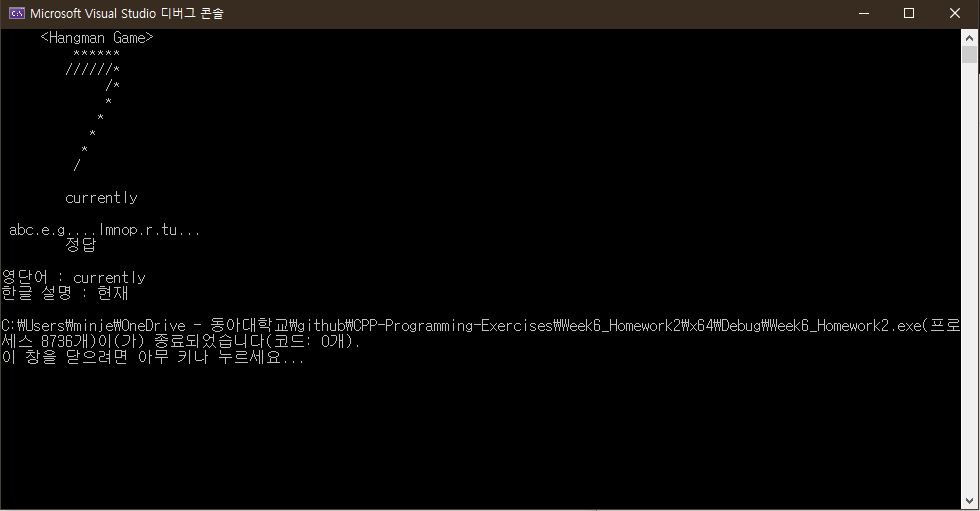 Microsoft Visual Studio 디버그 콘솔
<Hangman Game>
******
//////*
/*
*
*
*
*
/
currently
abc.e.g....lmnop.r.tu...
정답
영단어 : currently
한글 설명 : 현재
C:₩Users₩minje₩OneDrive - 동아대학교₩github₩CPP-Programming-Exercises₩Week6_Homework2₩x64₩Debug₩Week6_Homework2.exe(프로
세스 8736개)이(가) 종료되었습니다(코드: 0개).
이 창을 닫으려면 아무 키나 누르세요...